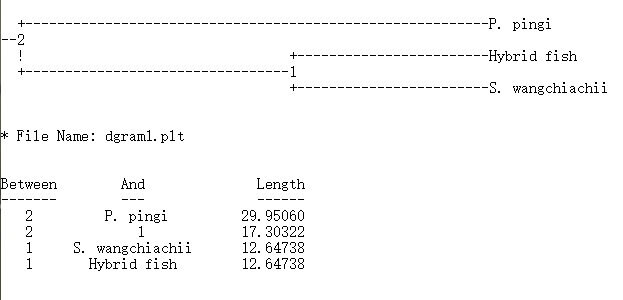 +-----------------------------------------------------------P. pingi
--2
  !                                 +------------------------Hybrid fish
  +---------------------------------1
                                    +------------------------S. wangchiachii
* File Name: dgram1.plt
Between        And              Length
-------        ---              ------
   2         P. pingi         29.95060
   2             1            17.30322
   1     S. wangchiachii      12.64738
   1       Hybrid fish        12.64738